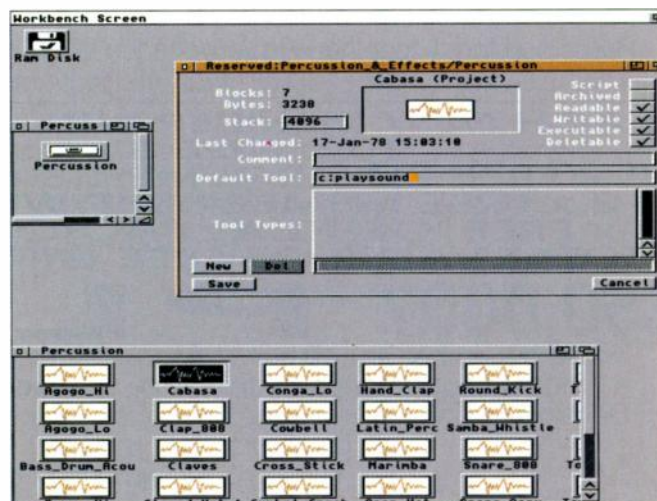 Workbench Screen
Ram Disk
Reserved:Percussion_&_Effects/Percussion
Cabasa (Project)
Blocks: 7
Bytes: 3230
Stack: 4096
Script
Archived
Readable
Writable
Executable
Deletable
Last Changed: 17-Jan-78 15:03:10
Comment:
Default Tool: c:playsound
Tool Types:
New Del
Save Cancel
Percuss
Percussion
Percussion
Agogo_Hi Cabasa Conga_Lo Hand_Clap Round_Kick T
Agogo_Lo Clap_808 Cowbell Latin_Perc Samba_Whistle
Bass_Drum_Acou Claves Cross_Stick Marimba Snare_808 To